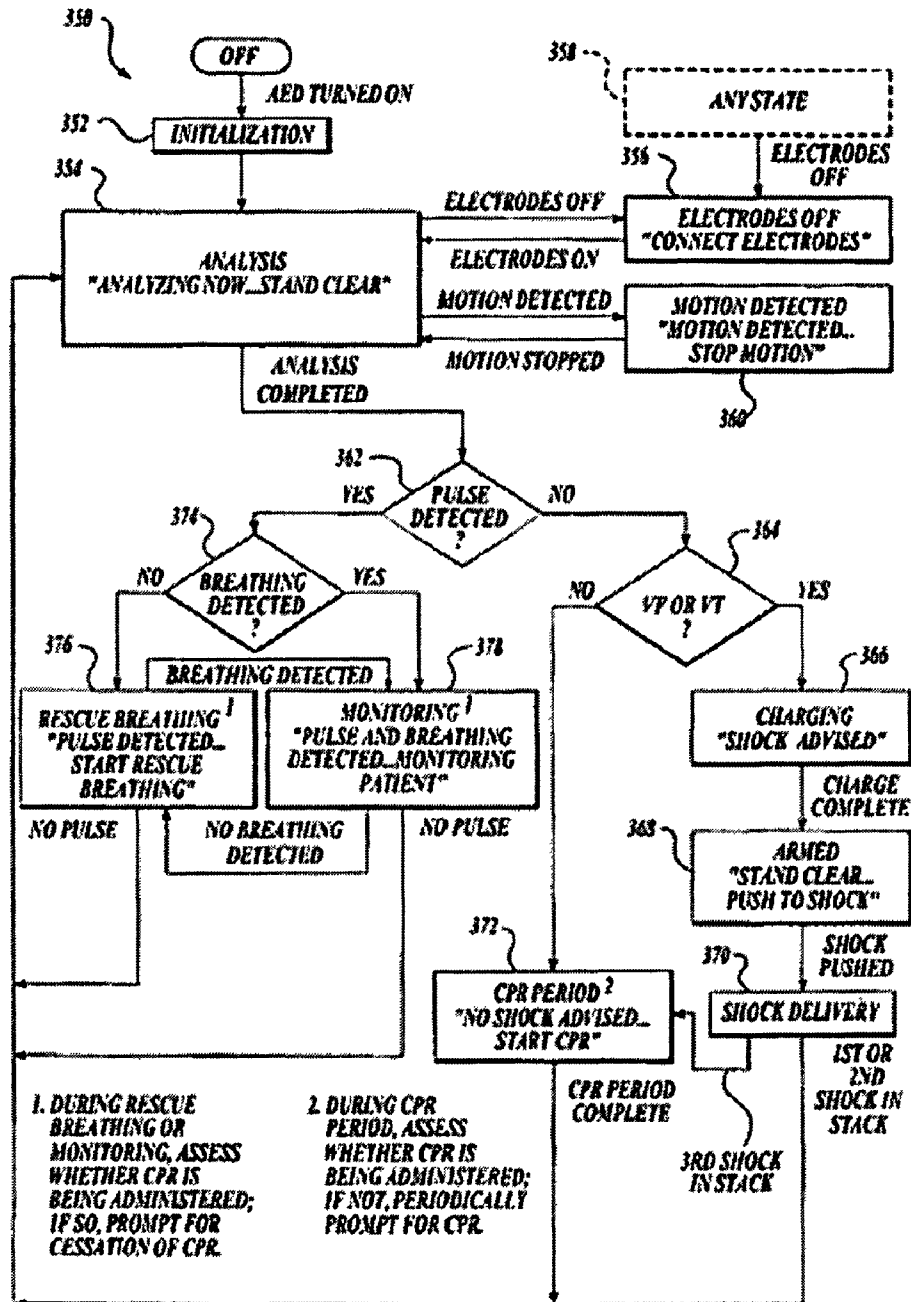 350
OFF
AED TURNED ON
352
INITIALIZATION
354
ANALYSIS
"ANALYZING NOW...STAND CLEAR"
358
ANY STATE
ELECTRODES
OFF
356
ELECTRODES OFF
"CONNECT ELECTRODES"
ELECTRODES OFF
ELECTRODES ON
MOTION DETECTED
MOTION STOPPED
MOTION DETECTED
"MOTION DETECTED...
STOP MOTION"
360
ANALYSIS
COMPLETED
362
PULSE
DETECTED
?
YES
NO
374
BREATHING
DETECTED
?
NO
YES
364
VF OR VT
?
NO
YES
376
BREATHING DETECTED
378
RESCUE BREATHING 1
"PULSE DETECTED...
START RESCUE
BREATHING"
MONITORING 1
"PULSE AND BREATHING
DETECTED...MONITORING
PATIENT"
NO PULSE
NO BREATHING
DETECTED
NO PULSE
366
CHARGING
"SHOCK ADVISED"
CHARGE
COMPLETE
368
ARMED
"STAND CLEAR...
PUSH TO SHOCK"
SHOCK
PUSHED
370
SHOCK DELIVERY
372
CPR PERIOD 2
"NO SHOCK ADVISED...
START CPR"
CPR PERIOD
COMPLETE
1ST OR
2ND
SHOCK IN
STACK
3RD SHOCK
IN STACK
1. DURING RESCUE
BREATHING OR
MONITORING, ASSESS
WHETHER CPR IS
BEING ADMINISTERED;
IF SO, PROMPT FOR
CESSATION OF CPR.
2. DURING CPR
PERIOD, ASSESS
WHETHER CPR IS
BEING ADMINISTERED;
IF NOT, PERIODICALLY
PROMPT FOR CPR.